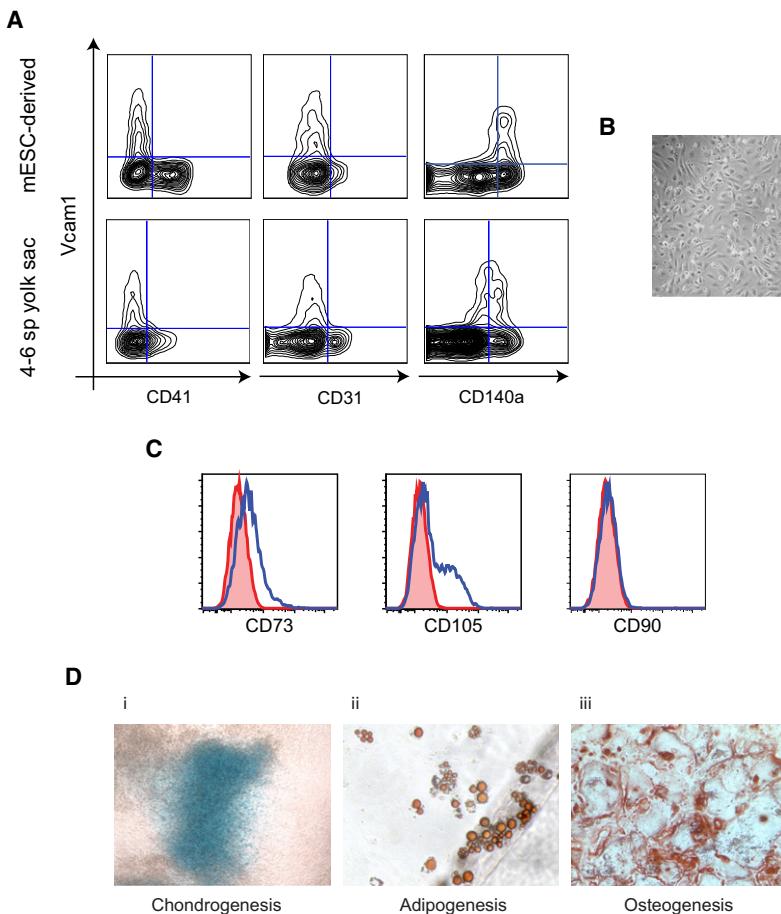 A
mESC-derived
4-6 sp yolk sac
Vcam1
CD41
CD31
CD140a
B
C
CD73
CD105
CD90
D
i
ii
iii
Chondrogenesis
Adipogenesis
Osteogenesis